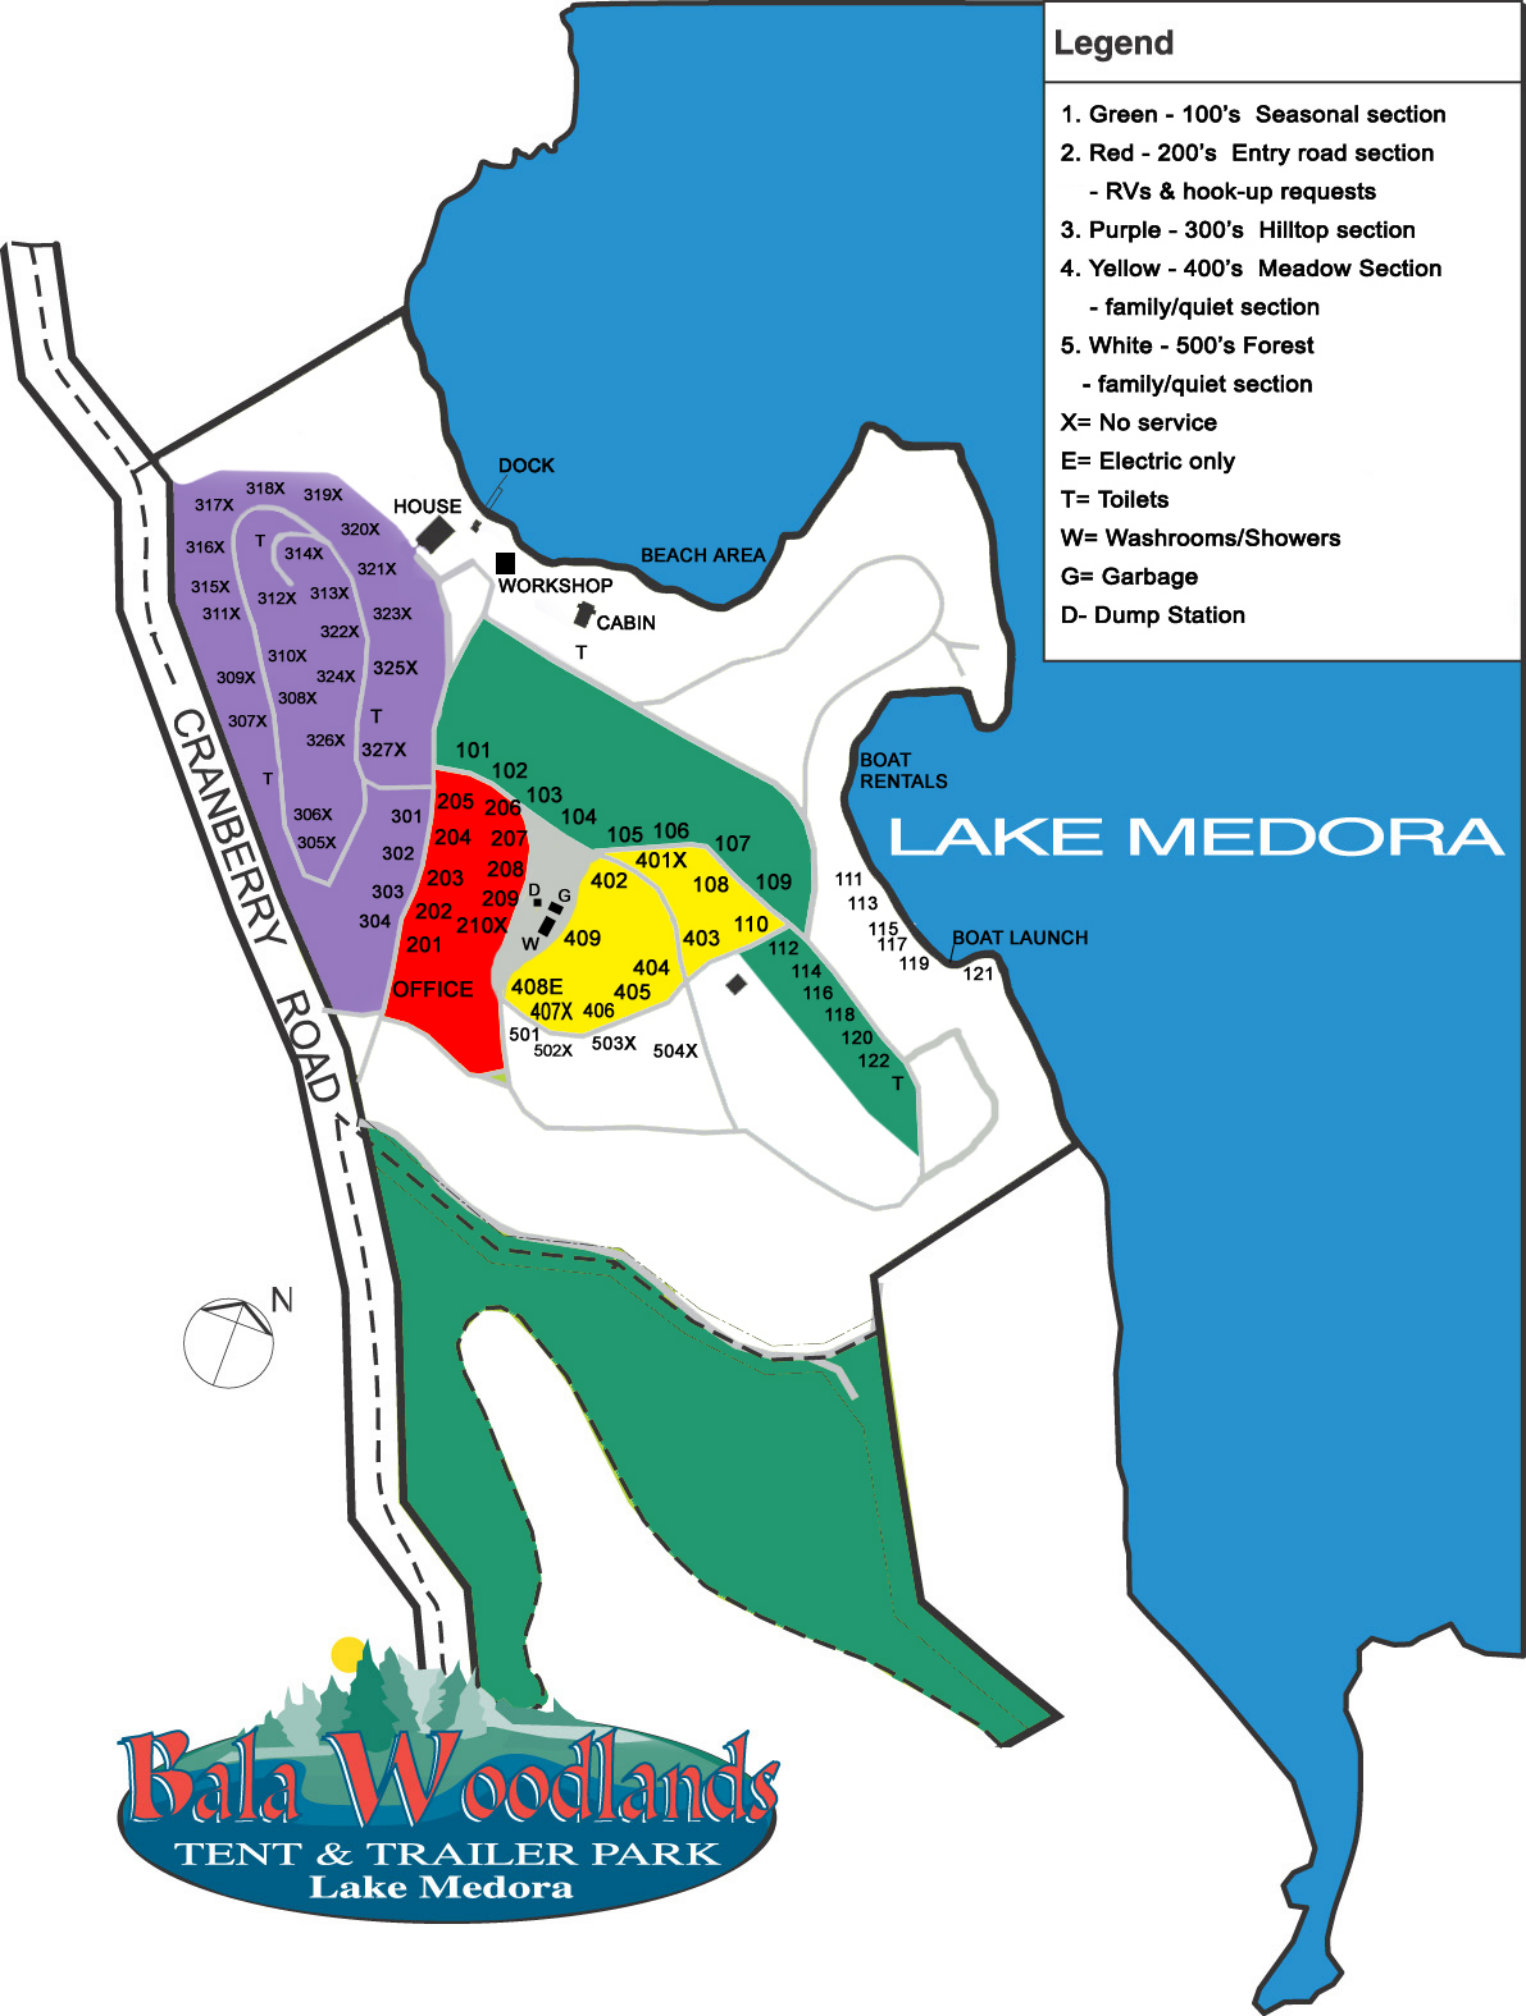 Legend
1. Green - 100's Seasonal section
2. Red - 200's Entry road section
- RVs & hook-up requests
3. Purple - 300's Hilltop section
4. Yellow - 400's Meadow Section
- family/quiet section
5. White - 500's Forest
- family/quiet section
X= No service
E= Electric only
T= Toilets
W= Washrooms/Showers
G= Garbage
D- Dump Station
DOCK
HOUSE
BEACH AREA
WORKSHOP
CABIN
T
318X
319X
317X
320X
316X
T
314X
321X
315X
312X
313X
311X
323X
322X
310X
309X
324X
325X
308X
307X
T
326X
327X
T
306X
301
305X
302
303
304
101
102
103
104
105
106
107
109
205
206
204
207
203
208
202
209
210X
201
OFFICE
D
G
W
401X
402
108
110
409
403
404
408E
405
407X
406
501
502X
503X
504X
112
114
116
118
120
122
T
BOAT
RENTALS
LAKE MEDORA
111
113
115
117
119
121
BOAT LAUNCH
CRANBERRY ROAD
N
Bala Woodlands
TENT & TRAILER PARK
Lake Medora